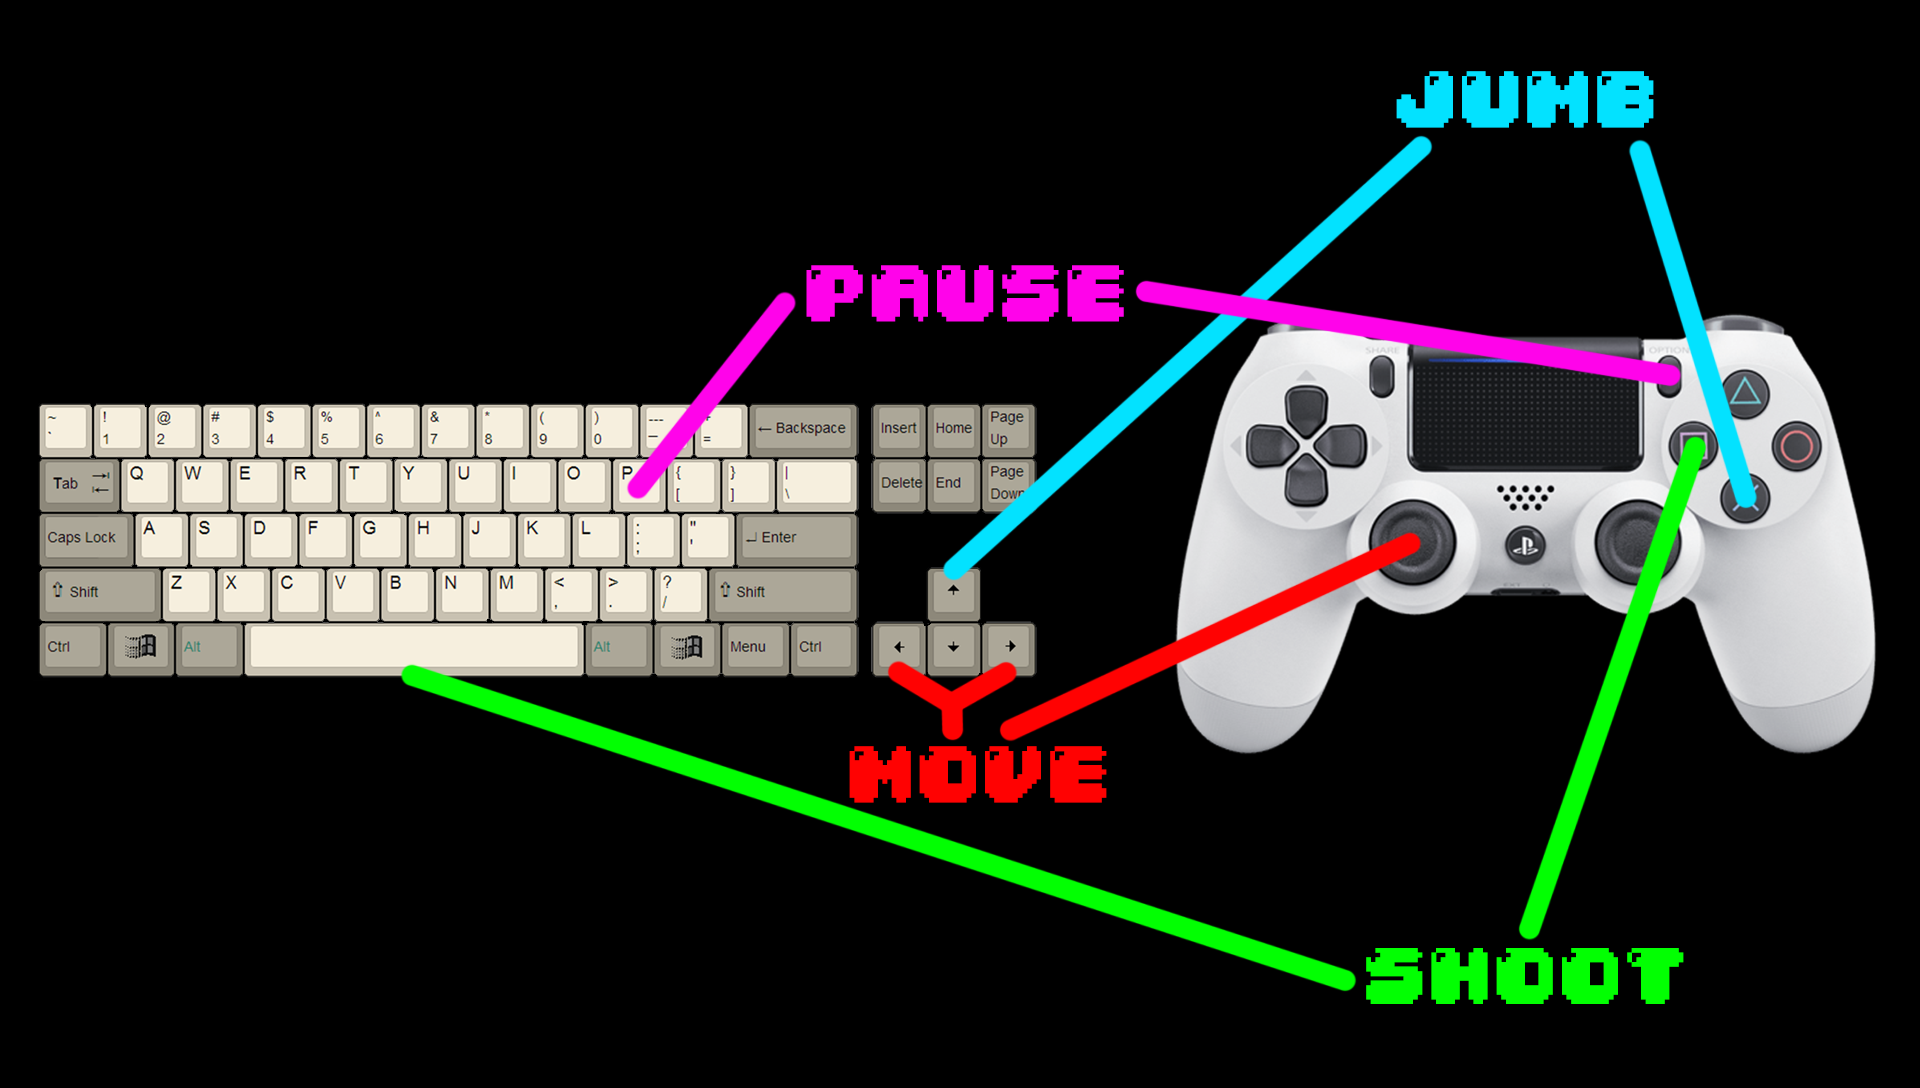 JUMB
PAUSE
SHARE
OPTION
~ ! @ # $ % ^ & * ( ) --- +
` 1 2 3 4 5 6 7 8 9 0 _ = ← Backspace
Insert Home Page Up
Tab Q W E R T Y U I O P { [ } ] | \
Delete End Page Down
Caps Lock A S D F G H J K L : ; " ' Enter
Shift Z X C V B N M < , > . ? / Shift
Ctrl Alt Alt Menu Ctrl
MOVE
SHOOT